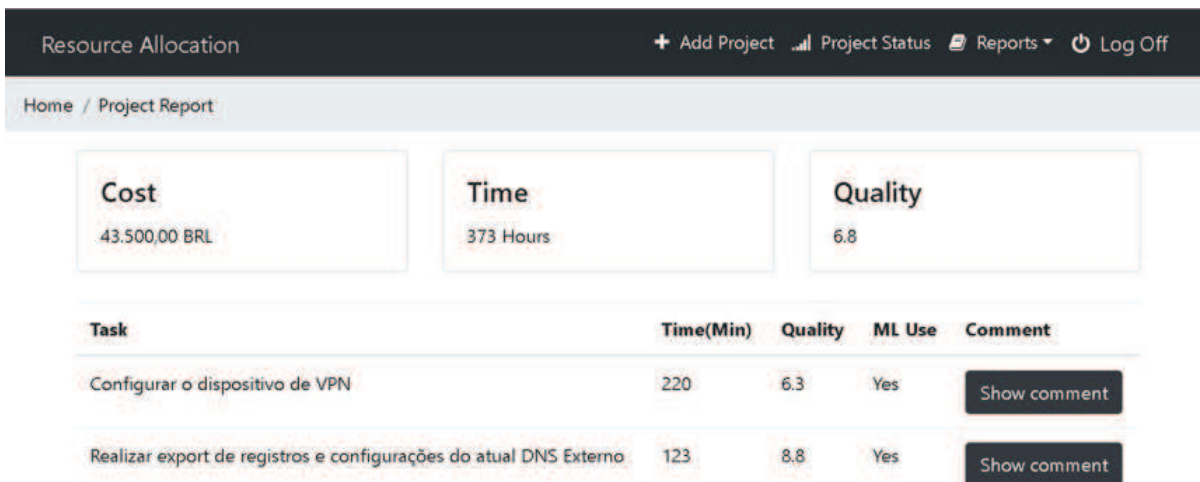 Resource Allocation Add Project Project Status Reports Log Off
Home / Project Report
Cost Time Quality
43.500,00 BRL 373 Hours 6.8
Task Time(Min) Quality ML Use Comment
Configurar o dispositivo de VPN 220 6.3 Yes Show comment
Realizar export de registros e configurações do atual DNS Externo 123 8.8 Yes Show comment